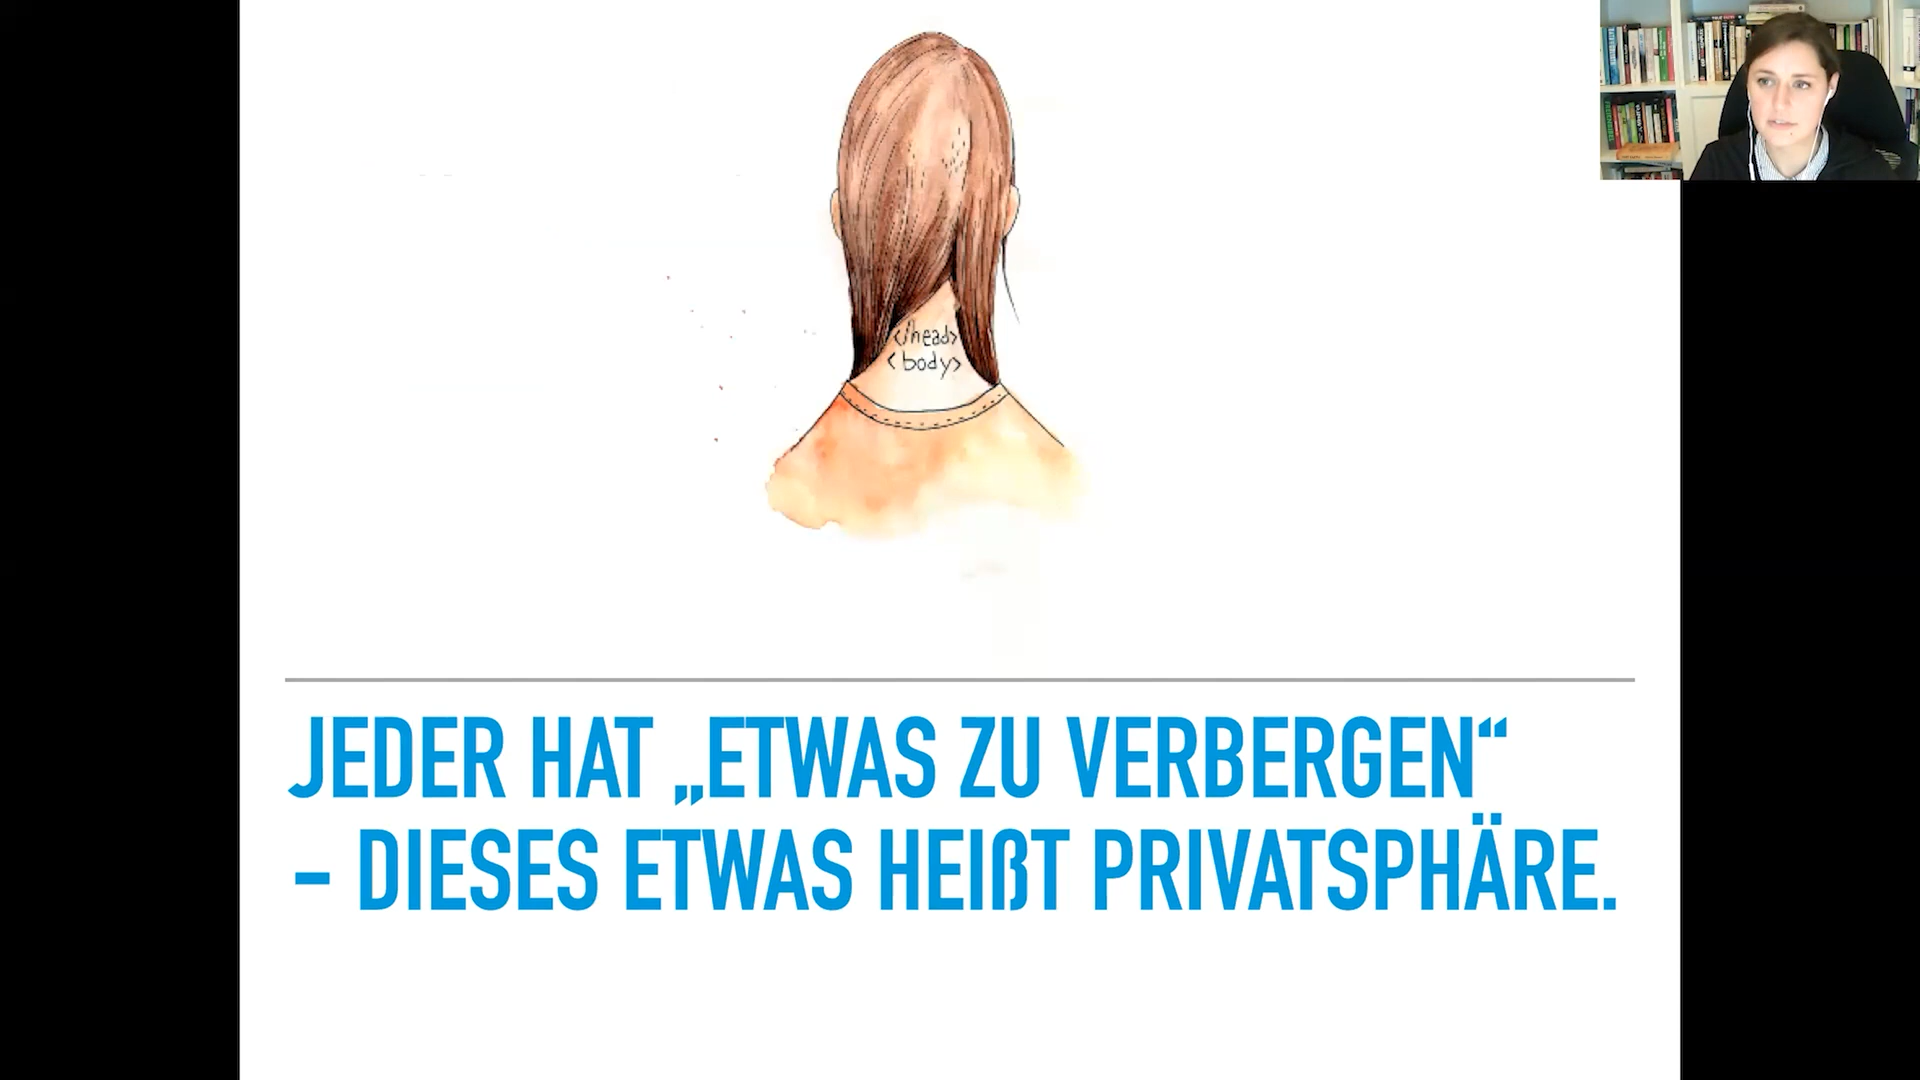 </head>
<body>
JEDER HAT „ETWAS ZU VERBERGEN“
– DIESES ETWAS HEIẞT PRIVATSPHÄRE.